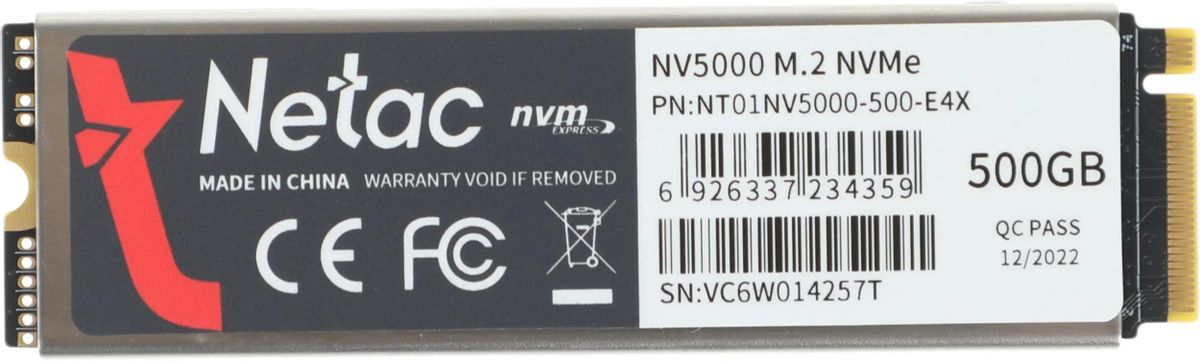 Netac
nvm
EXPRESS
MADE IN CHINA WARRANTY VOID IF REMOVED
CE FC
NV5000 M.2 NVMe
PN:NT01NV5000-500-E4X
6 926337 234359
500GB
SN:VC6W014257T
QC PASS
12/2022
74